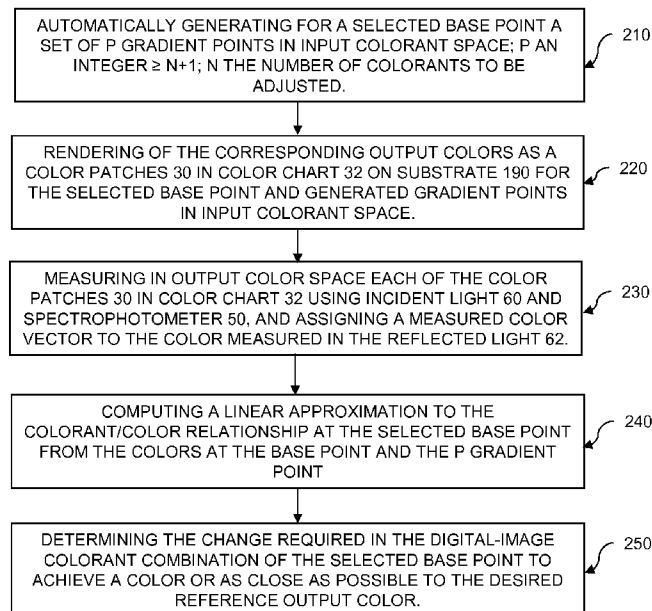 AUTOMATICALLY GENERATING FOR A SELECTED BASE POINT A
SET OF P GRADIENT POINTS IN INPUT COLORANT SPACE; P AN
INTEGER ≥ N+1; N THE NUMBER OF COLORANTS TO BE
ADJUSTED.
210
RENDERING OF THE CORRESPONDING OUTPUT COLORS AS A
COLOR PATCHES 30 IN COLOR CHART 32 ON SUBSTRATE 190 FOR
THE SELECTED BASE POINT AND GENERATED GRADIENT POINTS
IN INPUT COLORANT SPACE.
220
MEASURING IN OUTPUT COLOR SPACE EACH OF THE COLOR
PATCHES 30 IN COLOR CHART 32 USING INCIDENT LIGHT 60 AND
SPECTROPHOTOMETER 50, AND ASSIGNING A MEASURED COLOR
VECTOR TO THE COLOR MEASURED IN THE REFLECTED LIGHT 62.
230
COMPUTING A LINEAR APPROXIMATION TO THE
COLORANT/COLOR RELATIONSHIP AT THE SELECTED BASE POINT
FROM THE COLORS AT THE BASE POINT AND THE P GRADIENT
POINT
240
DETERMINING THE CHANGE REQUIRED IN THE DIGITAL-IMAGE
COLORANT COMBINATION OF THE SELECTED BASE POINT TO
ACHIEVE A COLOR OR AS CLOSE AS POSSIBLE TO THE DESIRED
REFERENCE OUTPUT COLOR.
250